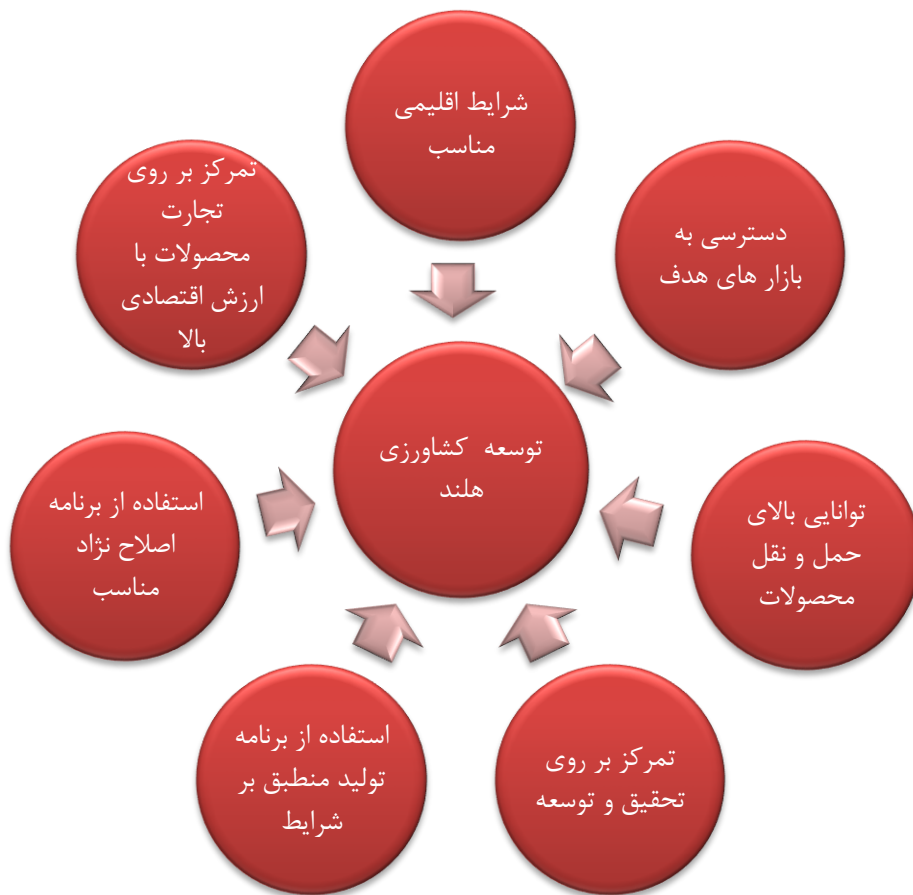 شرایط اقلیمی
مناسب
دسترسی به
بازار های هدف
توانایی بالای
حمل و نقل
محصولات
تمرکز بر روی
تحقیق و توسعه
استفاده از برنامه
تولید منطبق بر
شرایط
استفاده از برنامه
اصلاح نژاد
مناسب
تمرکز بر روی
تجارت
محصولات با
ارزش اقتصادی
بالا
توسعه کشاورزی
هلند